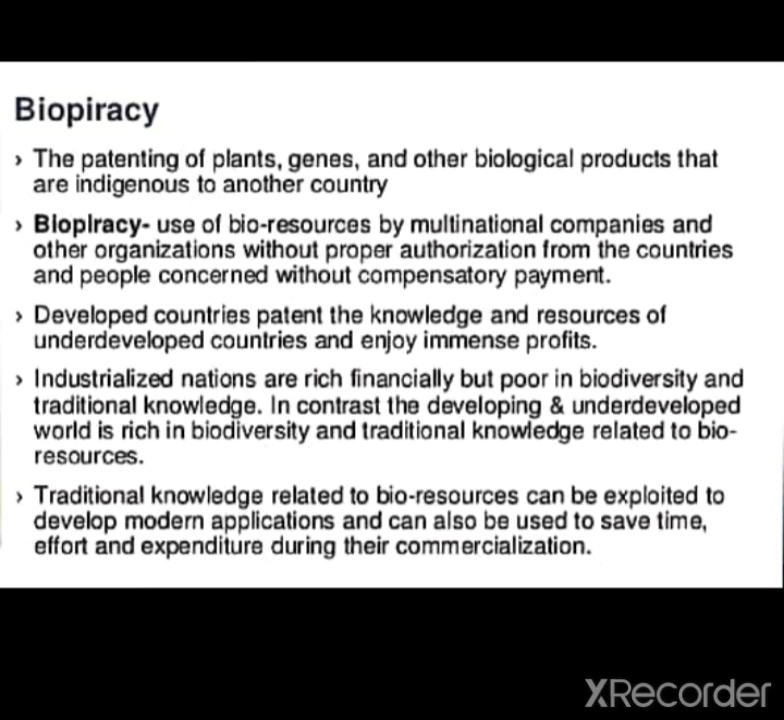 Biopiracy
› The patenting of plants, genes, and other biological products that
are indigenous to another country
› Biopiracy- use of bio-resources by multinational companies and
other organizations without proper authorization from the countries
and people concerned without compensatory payment.
› Developed countries patent the knowledge and resources of
underdeveloped countries and enjoy immense profits.
› Industrialized nations are rich financially but poor in biodiversity and
traditional knowledge. In contrast the developing & underdeveloped
world is rich in biodiversity and traditional knowledge related to bio-
resources.
› Traditional knowledge related to bio-resources can be exploited to
develop modern applications and can also be used to save time,
effort and expenditure during their commercialization.
XRecorder